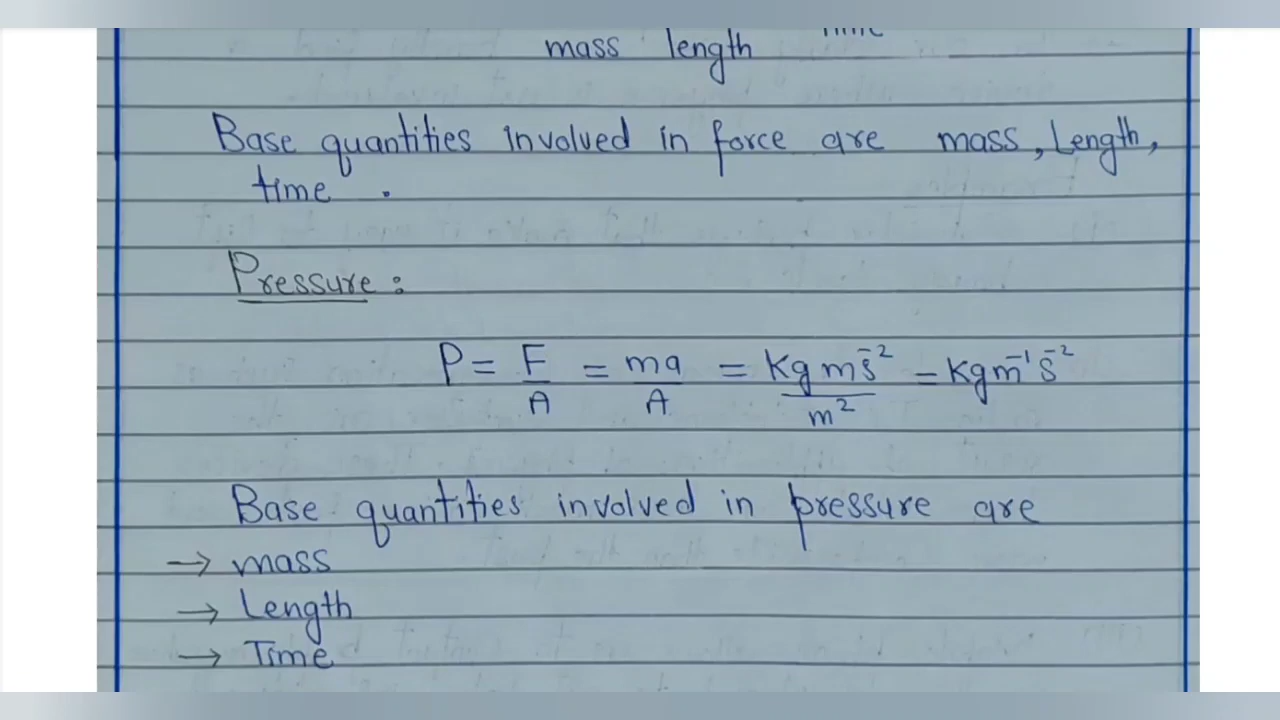 mass length
Base quantities involved in force are mass, Length,
time .
Pressure :
P = F/A = ma/A = Kg m s⁻²/m² = Kg m⁻¹ s⁻²
Base quantities involved in pressure are
→ mass
→ Length
→ Time